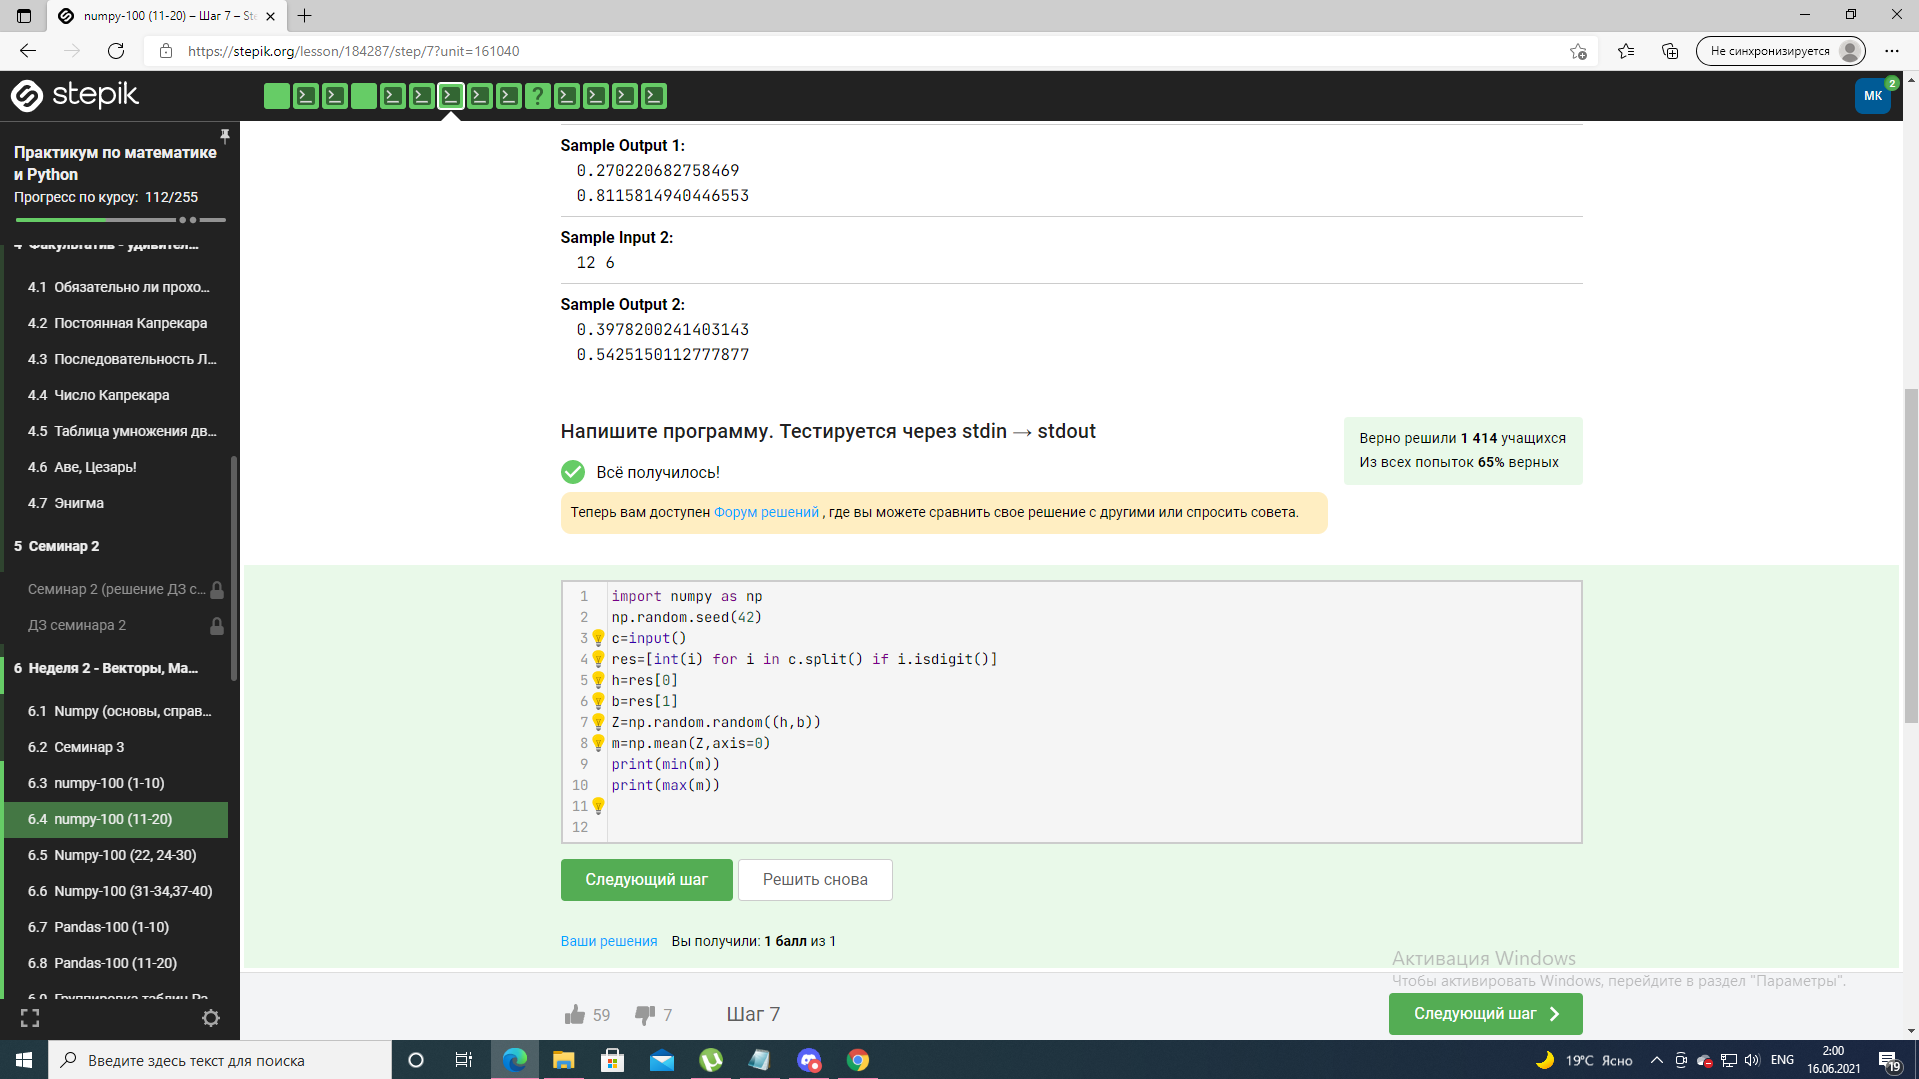 numpy-100 (11-20) – Шаг 7 – Ste
https://stepik.org/lesson/184287/step/7?unit=161040
Не синхронизируется
stepik
МК
2
Практикум по математике
и Python
Прогресс по курсу: 112/255
4 Факультатив - удивител...
4.1 Обязательно ли прохо...
4.2 Постоянная Капрекара
4.3 Последовательность Л...
4.4 Число Капрекара
4.5 Таблица умножения дв...
4.6 Аве, Цезарь!
4.7 Энигма
5 Семинар 2
Семинар 2 (решение ДЗ с...
ДЗ семинара 2
6 Неделя 2 - Векторы, Ма...
6.1 Numpy (основы, справ...
6.2 Семинар 3
6.3 numpy-100 (1-10)
6.4 numpy-100 (11-20)
6.5 Numpy-100 (22, 24-30)
6.6 Numpy-100 (31-34,37-40)
6.7 Pandas-100 (1-10)
6.8 Pandas-100 (11-20)
6.9 Группировка таблиц Pa...
Sample Output 1:
0.270220682758469
0.8115814940446553
Sample Input 2:
12 6
Sample Output 2:
0.3978200241403143
0.5425150112777877
Напишите программу. Тестируется через stdin → stdout
Всё получилось!
Теперь вам доступен Форум решений , где вы можете сравнить свое решение с другими или спросить совета.
Верно решили 1 414 учащихся
Из всех попыток 65% верных
1 import numpy as np
2 np.random.seed(42)
3 c=input()
4 res=[int(i) for i in c.split() if i.isdigit()]
5 h=res[0]
6 b=res[1]
7 Z=np.random.random((h,b))
8 m=np.mean(Z,axis=0)
9 print(min(m))
10 print(max(m))
11
12
Следующий шаг
Решить снова
Ваши решения Вы получили: 1 балл из 1
Активация Windows
Чтобы активировать Windows, перейдите в раздел "Параметры".
59
7
Шаг 7
Следующий шаг
Введите здесь текст для поиска
19°C Ясно
ENG
2:00
16.06.2021
19